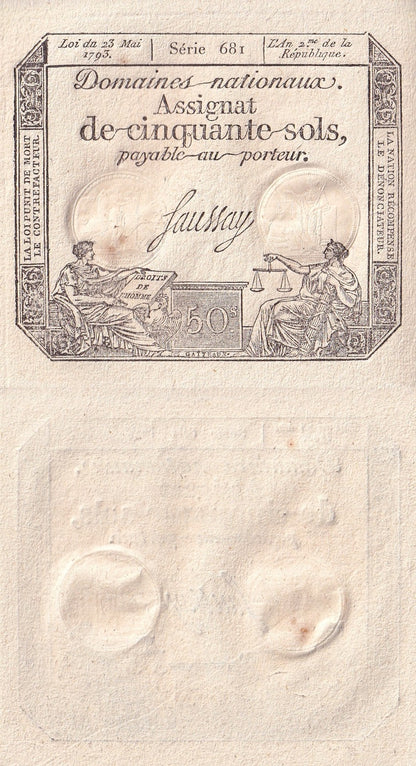 Loi du 23 Mai
1793.
Série 681
L'An 2.me de la
République.
Domaines nationaux.
Assignat
de cinquante sols,
payable au porteur.
LA LOI PUNIT DE MORT
LE CONTREFACTEUR.
LA NATION RÉCOMPENSE
LE DÉNONCIATEUR.
Saussay
DROITS
DE
L'HOMME
50s